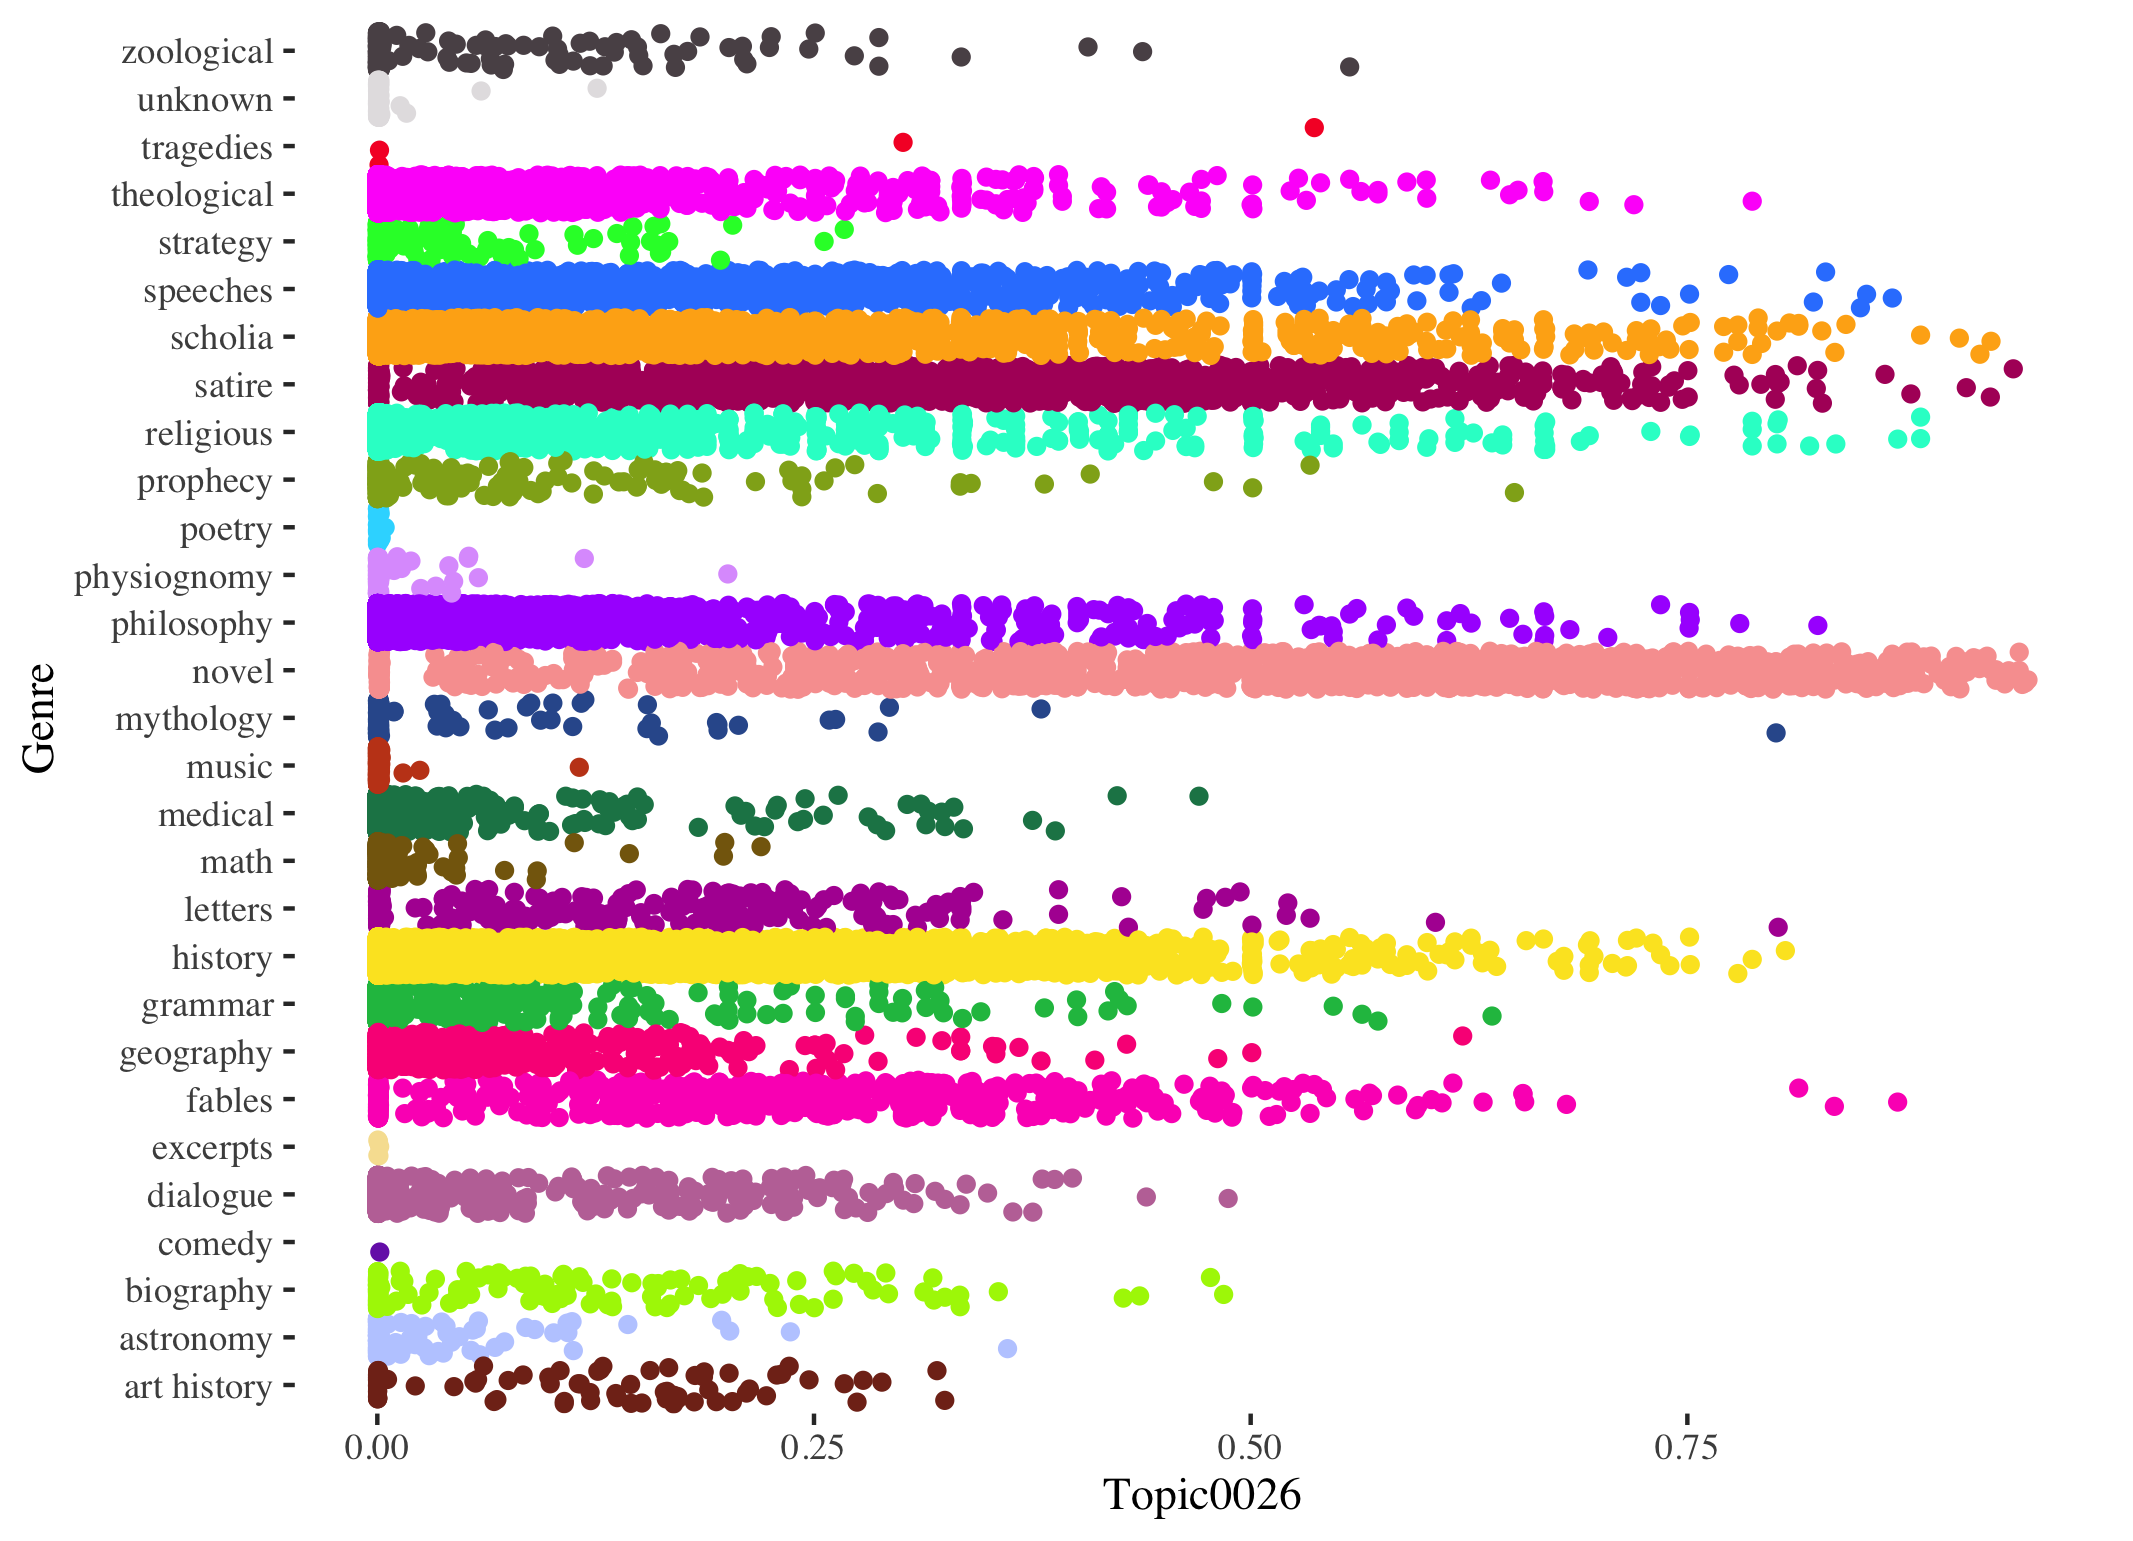 zoological
unknown
tragedies
theological
strategy
speeches
scholia
satire
religious
prophecy
poetry
physiognomy
philosophy
novel
mythology
music
medical
math
letters
history
grammar
geography
fables
excerpts
dialogue
comedy
biography
astronomy
art history
Genre
0.00 0.25 0.50 0.75
Topic0026